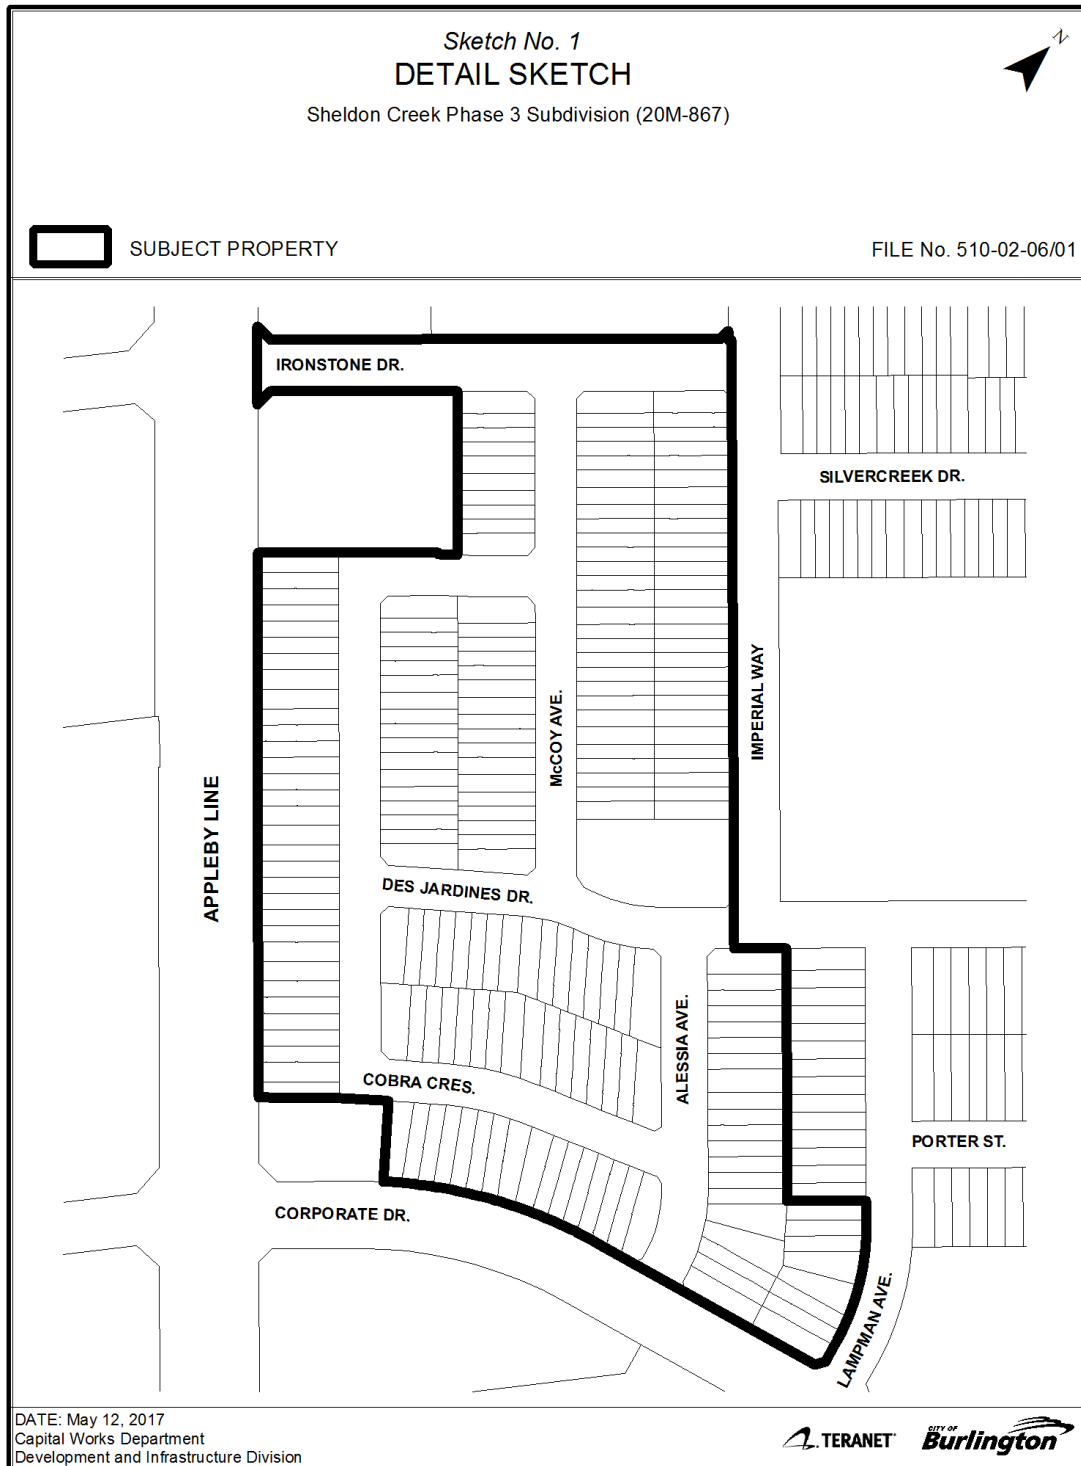 Sketch No. 1
DETAIL SKETCH
Sheldon Creek Phase 3 Subdivision (20M-867)
N
SUBJECT PROPERTY
FILE No. 510-02-06/01
IRONSTONE DR.
SILVERCREEK DR.
IMPERIAL WAY
McCOY AVE.
APPLEBY LINE
DES JARDINES DR.
ALESSIA AVE.
COBRA CRES.
PORTER ST.
CORPORATE DR.
LAMPMAN AVE.
DATE: May 12, 2017
Capital Works Department
Development and Infrastructure Division
TERANET
CITY OF
Burlington